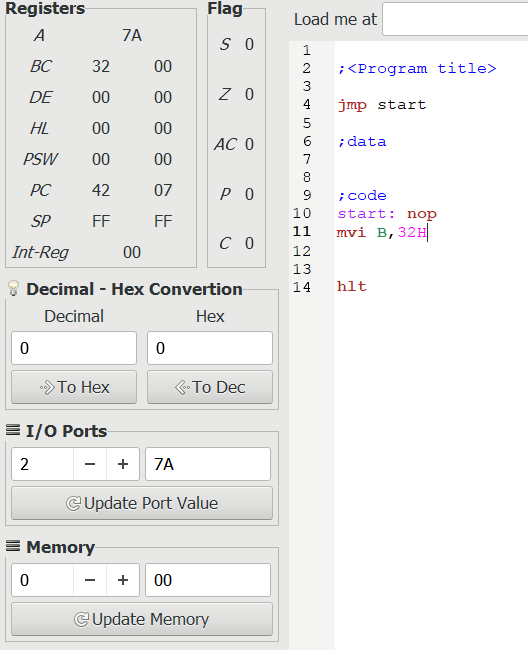 Registers
A 7A
BC 32 00
DE 00 00
HL 00 00
PSW 00 00
PC 42 07
SP FF FF
Int-Reg 00
Flag
S 0
Z 0
AC 0
P 0
C 0
Decimal - Hex Convertion
Decimal Hex
0 0
To Hex To Dec
I/O Ports
2 − + 7A
Update Port Value
Memory
0 − + 00
Update Memory
Load me at
1
2 ;<Program title>
3
4 jmp start
5
6 ;data
7
8
9 ;code
10 start: nop
11 mvi B,32H
12
13
14 hlt